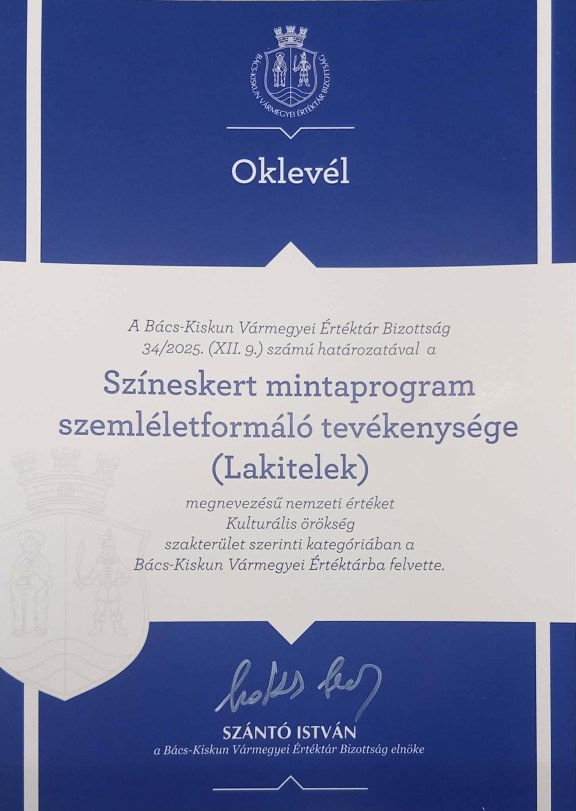 BÁCS-KISKUN VÁRMEGYEI ÉRTÉKTÁR BIZOTTSÁG
Oklevél
A Bács-Kiskun Vármegyei Értéktár Bizottság
34/2025. (XII. 9.) számú határozatával a
Színeskert mintaprogram
szemléletformáló tevékenysége
(Lakitelek)
megnevezésű nemzeti értéket
Kulturális örökség
szakterület szerinti kategóriában a
Bács-Kiskun Vármegyei Értéktárba felvette.
SZÁNTÓ ISTVÁN
a Bács-Kiskun Vármegyei Értéktár Bizottság elnöke